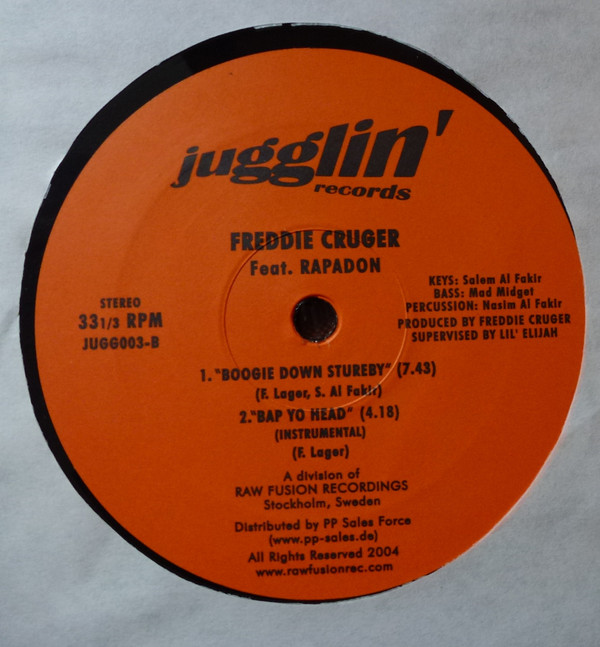 jugglin'
records
FREDDIE CRUGER
Feat. RAPADON
STEREO
33 1/3 RPM
JUGG003-B
KEYS: Salem Al Fakir
BASS: Mad Midget
PERCUSSION: Nasim Al Fakir
PRODUCED BY FREDDIE CRUGER
SUPERVISED BY LIL' ELIJAH
1. "BOOGIE DOWN STUREBY" (7.43)
(F. Lager, S. Al Fakir)
2."BAP YO HEAD" (4.18)
(INSTRUMENTAL)
(F. Lager)
A division of
RAW FUSION RECORDINGS
Stockholm, Sweden
Distributed by PP Sales Force
(www.pp-sales.de)
All Rights Reserved 2004
www.rawfusionrec.com